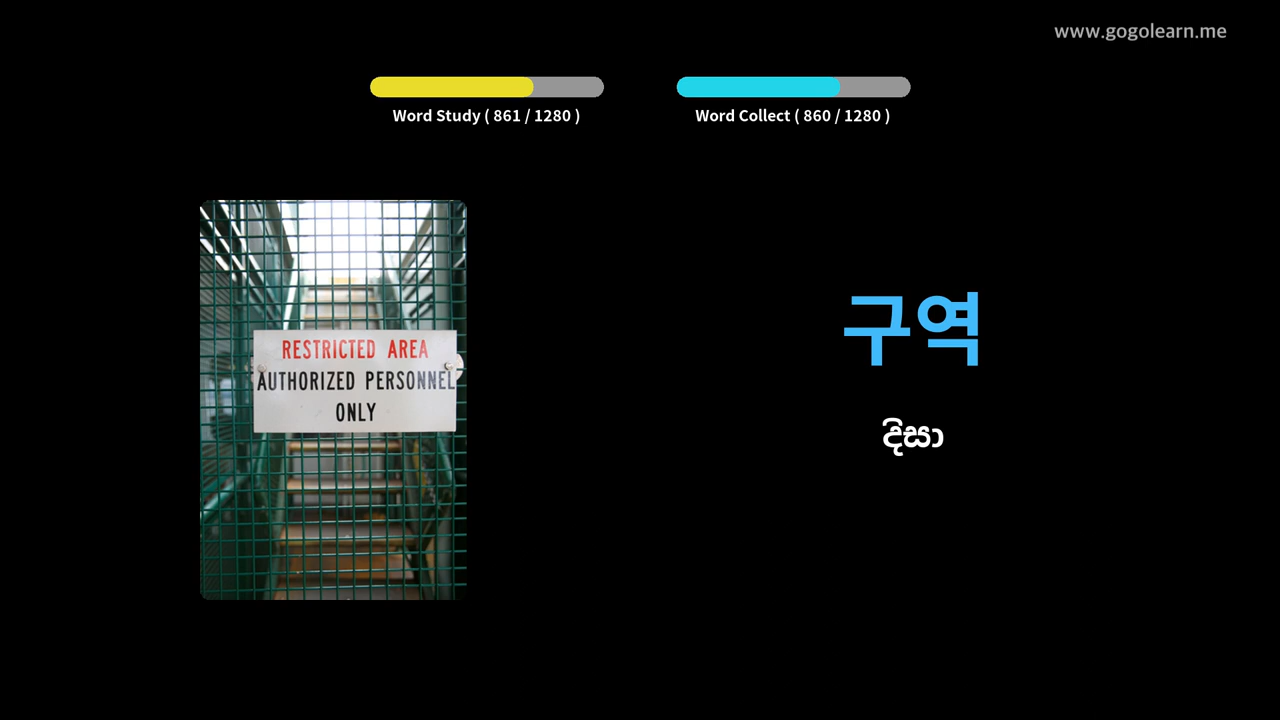 www.gogolearn.me
Word Study ( 861 / 1280 )
Word Collect ( 860 / 1280 )
RESTRICTED AREA
AUTHORIZED PERSONNEL
ONLY
구역
දිසා